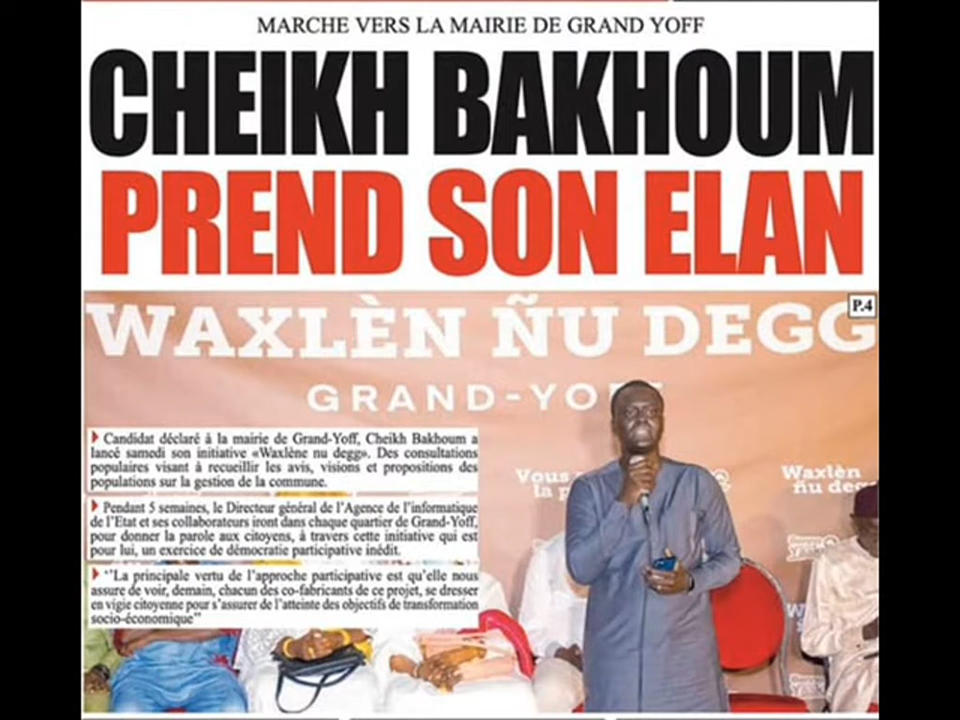 MARCHE VERS LA MAIRIE DE GRAND YOFF
CHEIKH BAKHOUM
PREND SON ELAN
P.4
WAXLÈN ÑU DEGG
GRAND-YOFF
Candidat déclaré à la mairie de Grand-Yoff, Cheikh Bakhoum a
lancé samedi son initiative «Waxlène nu degg». Des consultations
populaires visant à recueillir les avis, visions et propositions des
populations sur la gestion de la commune.
Pendant 5 semaines, le Directeur général de l'Agence de l'informatique
de l'Etat et ses collaborateurs iront dans chaque quartier de Grand-Yoff,
pour donner la parole aux citoyens, à travers cette initiative qui est
pour lui, un exercice de démocratie participative inédit.
‘'La principale vertu de l'approche participative est qu'elle nous
assure de voir, demain, chacun des co-fabricants de ce projet, se dresser
en vigie citoyenne pour s'assurer de l'atteinte des objectifs de transformation
socio-économique''
Vous
la p
Waxlèn
ñu deg